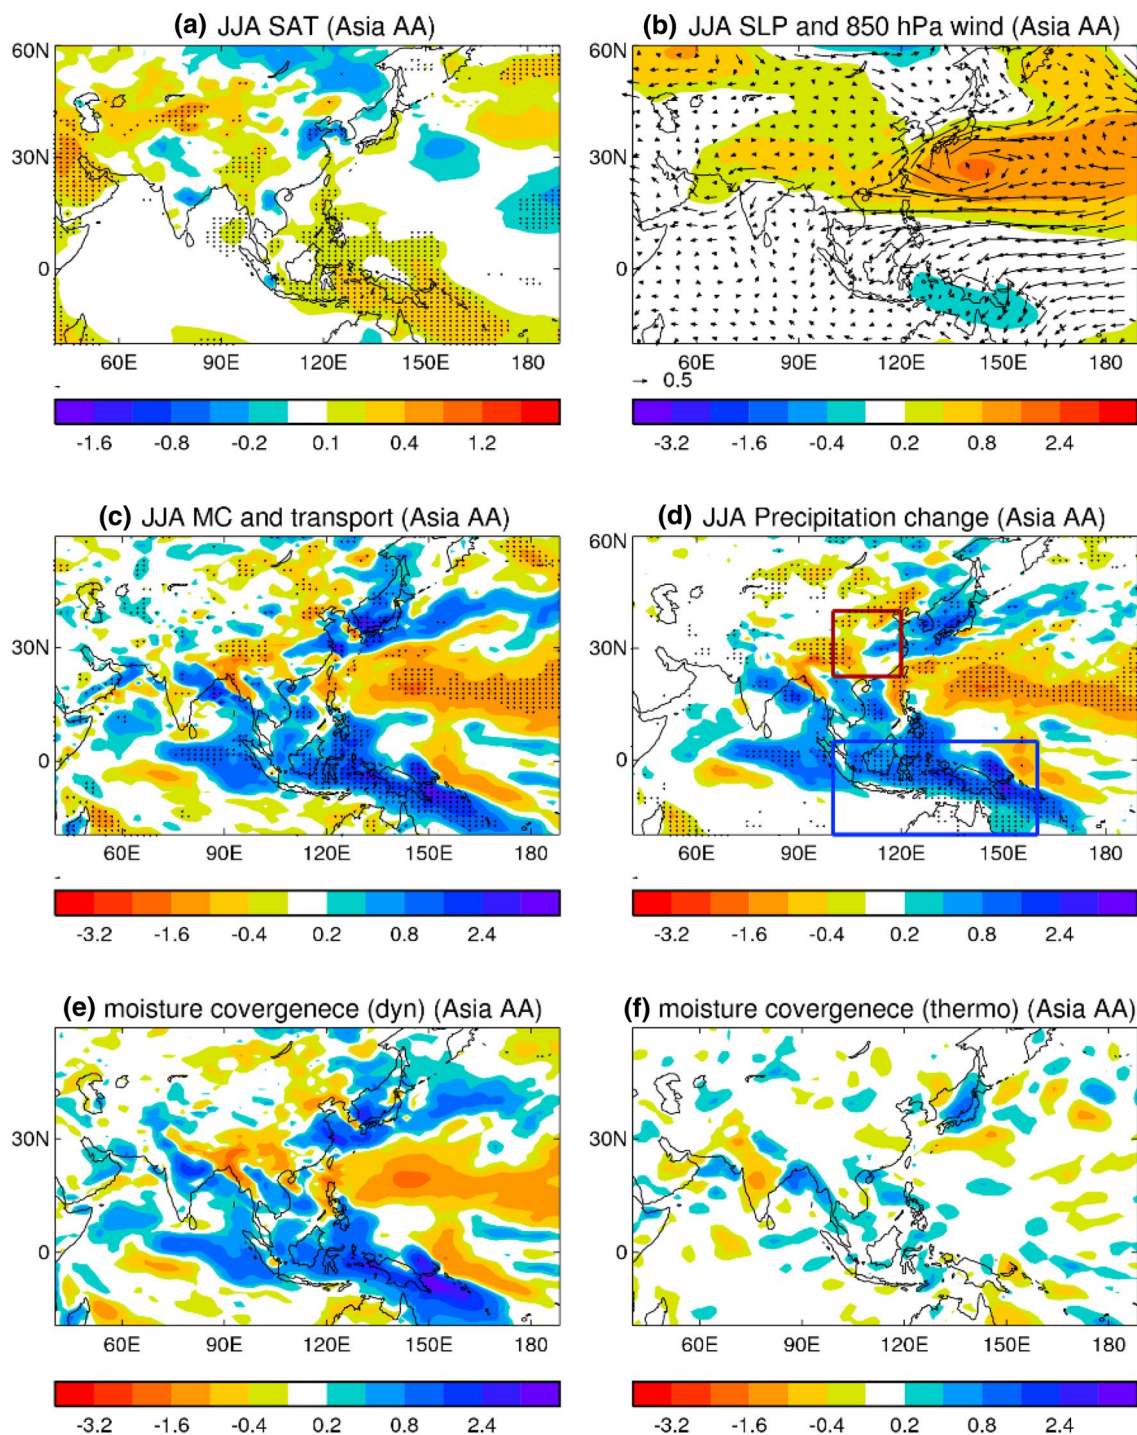 (a) JJA SAT (Asia AA)
(b) JJA SLP and 850 hPa wind (Asia AA)
60N
30N
0
60E 90E 120E 150E 180
60N
30N
0
60E 90E 120E 150E 180
0.5
-1.6 -0.8 -0.2 0.1 0.4 1.2
-3.2 -1.6 -0.4 0.2 0.8 2.4
(c) JJA MC and transport (Asia AA)
(d) JJA Precipitation change (Asia AA)
30N
0
60E 90E 120E 150E 180
60N
30N
0
60E 90E 120E 150E 180
-3.2 -1.6 -0.4 0.2 0.8 2.4
-3.2 -1.6 -0.4 0.2 0.8 2.4
(e) moisture covergenece (dyn) (Asia AA)
(f) moisture covergenece (thermo) (Asia AA)
30N
0
60E 90E 120E 150E 180
30N
0
60E 90E 120E 150E 180
-3.2 -1.6 -0.4 0.2 0.8 2.4
-3.2 -1.6 -0.4 0.2 0.8 2.4